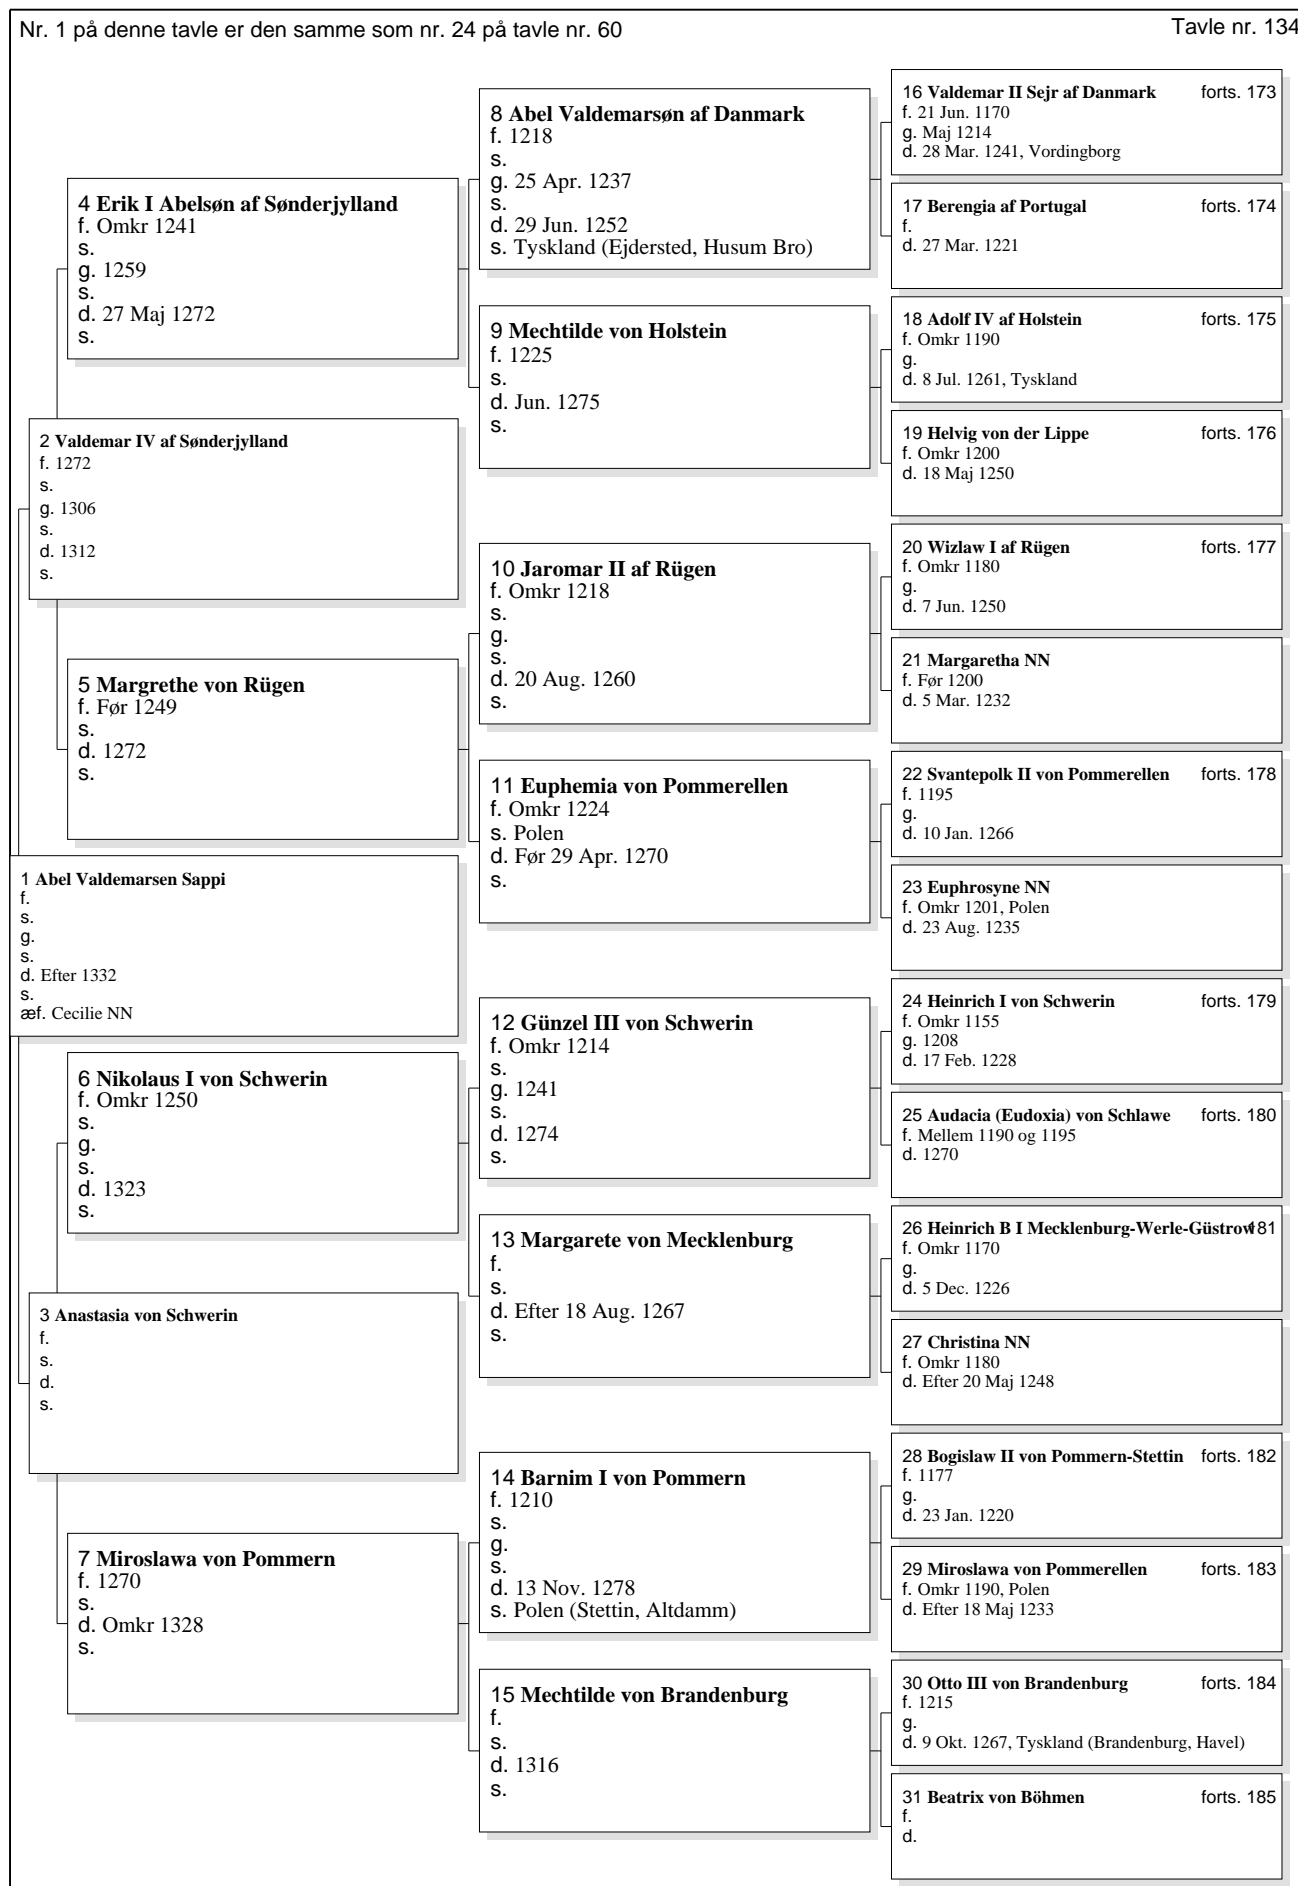 Nr. 1 på denne tavle er den samme som nr. 24 på tavle nr. 60
Tavle nr. 134
16 Valdemar II Sejr af Danmark forts. 173
f. 21 Jun. 1170
g. Maj 1214
d. 28 Mar. 1241, Vordingborg
8 Abel Valdemarsøn af Danmark
f. 1218
s.
g. 25 Apr. 1237
s.
d. 29 Jun. 1252
s. Tyskland (Ejdersted, Husum Bro)
17 Berengia af Portugal forts. 174
f.
d. 27 Mar. 1221
4 Erik I Abelsøn af Sønderjylland
f. Omkr 1241
s.
g. 1259
s.
d. 27 Maj 1272
s.
18 Adolf IV af Holstein forts. 175
f. Omkr 1190
g.
d. 8 Jul. 1261, Tyskland
9 Mechtilde von Holstein
f. 1225
s.
d. Jun. 1275
s.
19 Helvig von der Lippe forts. 176
f. Omkr 1200
d. 18 Maj 1250
2 Valdemar IV af Sønderjylland
f. 1272
s.
g. 1306
s.
d. 1312
s.
20 Wizlaw I af Rügen forts. 177
f. Omkr 1180
g.
d. 7 Jun. 1250
10 Jaromar II af Rügen
f. Omkr 1218
s.
g.
s.
d. 20 Aug. 1260
s.
21 Margaretha NN
f. Før 1200
d. 5 Mar. 1232
5 Margrethe von Rügen
f. Før 1249
s.
d. 1272
s.
22 Svantepolk II von Pommerellen forts. 178
f. 1195
g.
d. 10 Jan. 1266
11 Euphemia von Pommerellen
f. Omkr 1224
s. Polen
d. Før 29 Apr. 1270
s.
23 Euphrosyne NN
f. Omkr 1201, Polen
d. 23 Aug. 1235
1 Abel Valdemarsen Sappi
f.
s.
g.
s.
d. Efter 1332
s.
æf. Cecilie NN
24 Heinrich I von Schwerin forts. 179
f. Omkr 1155
g. 1208
d. 17 Feb. 1228
12 Günzel III von Schwerin
f. Omkr 1214
s.
g. 1241
s.
d. 1274
s.
25 Audacia (Eudoxia) von Schlawe forts. 180
f. Mellem 1190 og 1195
d. 1270
6 Nikolaus I von Schwerin
f. Omkr 1250
s.
g.
s.
d. 1323
s.
26 Heinrich B I Mecklenburg-Werle-Güstrow 181
f. Omkr 1170
g.
d. 5 Dec. 1226
13 Margarete von Mecklenburg
f.
s.
d. Efter 18 Aug. 1267
s.
27 Christina NN
f. Omkr 1180
d. Efter 20 Maj 1248
3 Anastasia von Schwerin
f.
s.
d.
s.
28 Bogislaw II von Pommern-Stettin forts. 182
f. 1177
g.
d. 23 Jan. 1220
14 Barnim I von Pommern
f. 1210
s.
g.
s.
d. 13 Nov. 1278
s. Polen (Stettin, Altdamm)
29 Miroslawa von Pommerellen forts. 183
f. Omkr 1190, Polen
d. Efter 18 Maj 1233
7 Miroslawa von Pommern
f. 1270
s.
d. Omkr 1328
s.
30 Otto III von Brandenburg forts. 184
f. 1215
g.
d. 9 Okt. 1267, Tyskland (Brandenburg, Havel)
15 Mechtilde von Brandenburg
f.
s.
d. 1316
s.
31 Beatrix von Böhmen forts. 185
f.
d.